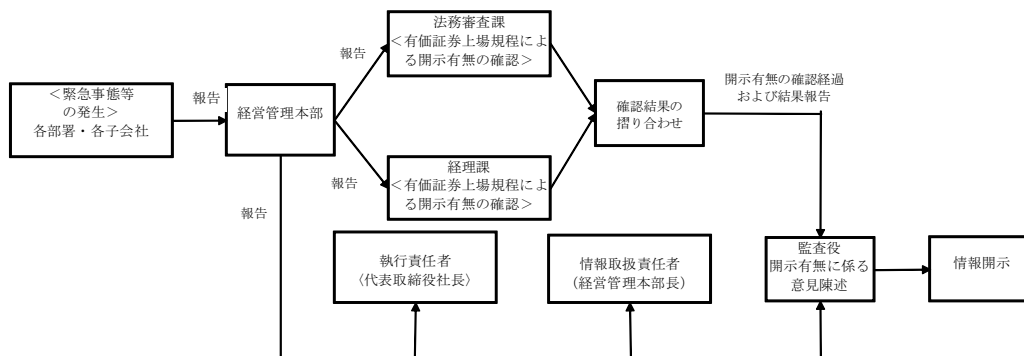 法務審査課
＜有価証券上場規程によ
る開示有無の確認＞
報告
＜緊急事態等
の発生＞
各部署・各子会社
報告
経営管理本部
確認結果の
摺り合わせ
開示有無の確認経過
および結果報告
経理課
＜有価証券上場規程によ
る開示有無の確認＞
報告
報告
執行責任者
〈代表取締役社長〉
情報取扱責任者
（経営管理本部長）
監査役
開示有無に係る
意見陳述
情報開示